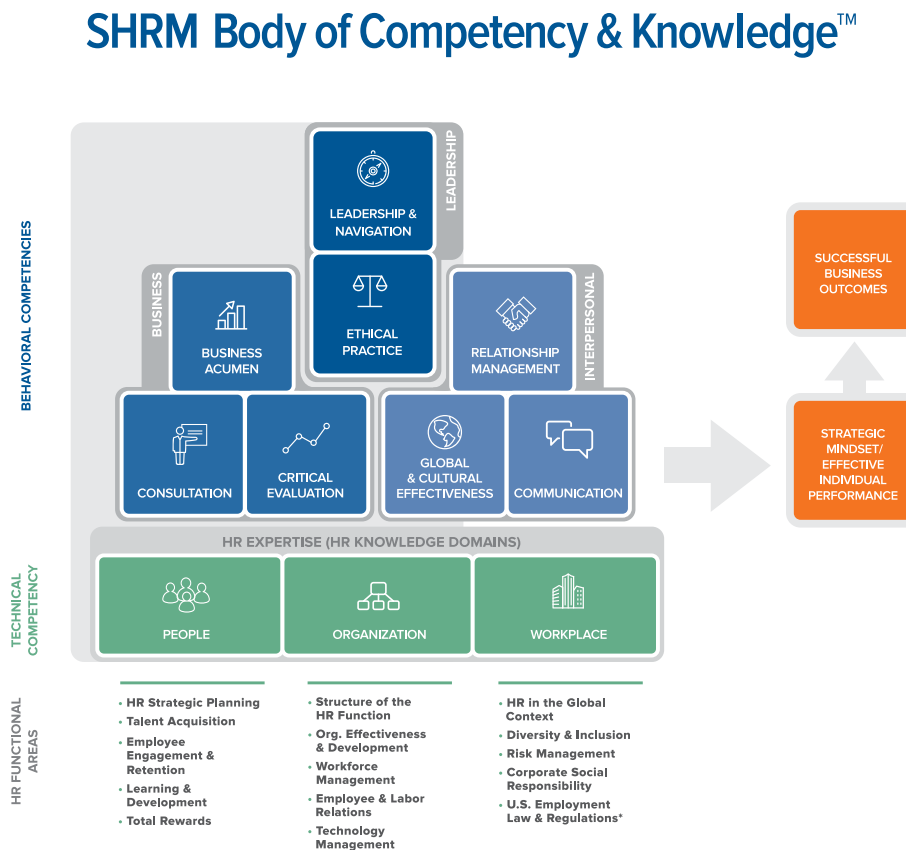 SHRM Body of Competency & Knowledge™
BEHAVIORAL COMPETENCIES
LEADERSHIP
LEADERSHIP &
NAVIGATION
ETHICAL
PRACTICE
BUSINESS
BUSINESS
ACUMEN
CONSULTATION
CRITICAL
EVALUATION
INTERPERSONAL
RELATIONSHIP
MANAGEMENT
GLOBAL
& CULTURAL
EFFECTIVENESS
COMMUNICATION
SUCCESSFUL
BUSINESS
OUTCOMES
STRATEGIC
MINDSET/
EFFECTIVE
INDIVIDUAL
PERFORMANCE
TECHNICAL
COMPETENCY
HR EXPERTISE (HR KNOWLEDGE DOMAINS)
PEOPLE
ORGANIZATION
WORKPLACE
HR FUNCTIONAL
AREAS
• HR Strategic Planning
• Talent Acquisition
• Employee
Engagement &
Retention
• Learning &
Development
• Total Rewards
• Structure of the
HR Function
• Org. Effectiveness
& Development
• Workforce
Management
• Employee & Labor
Relations
• Technology
Management
• HR in the Global
Context
• Diversity & Inclusion
• Risk Management
• Corporate Social
Responsibility
• U.S. Employment
Law & Regulations*